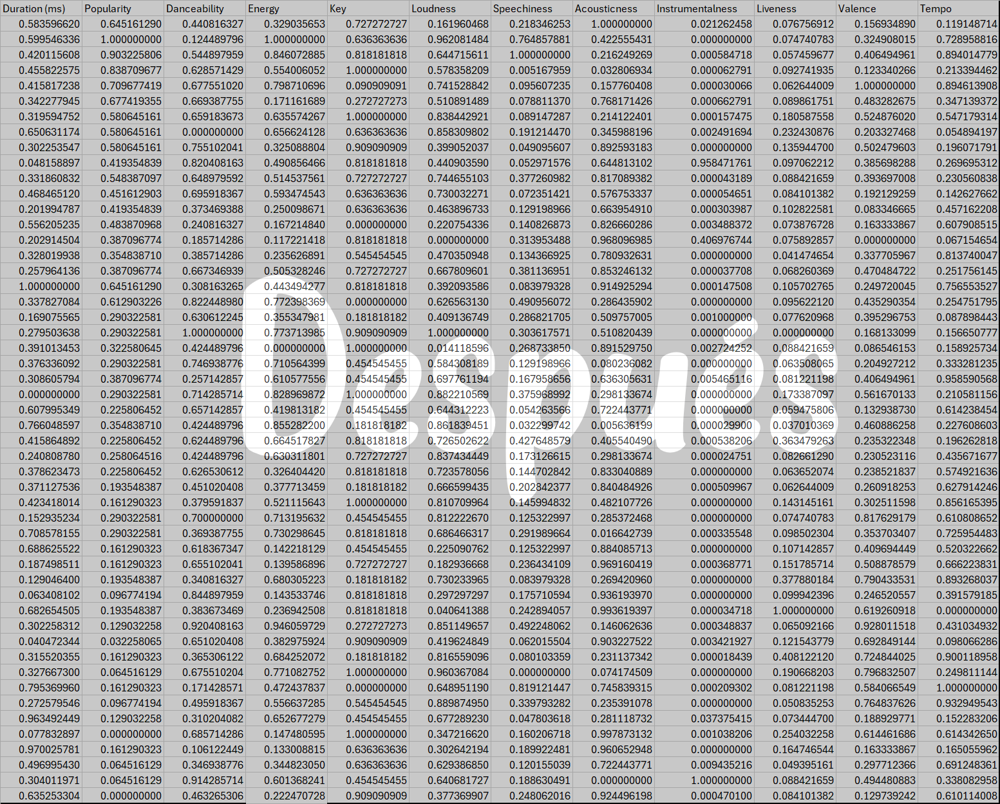 Duration (ms) Popularity Danceability Energy Key Loudness Speechiness Acousticness Instrumentalness Liveness Valence Tempo
0.583596620 0.645161290 0.440816327 0.329035653 0.727272727 0.161960468 0.218346253 1.000000000 0.021262458 0.076756912 0.156934890 0.119148714
0.599546336 1.000000000 0.124489796 1.000000000 0.636363636 0.962081484 0.764857881 0.422555431 0.000000000 0.074740783 0.324908015 0.728958816
0.420115608 0.903225806 0.544897959 0.846072885 0.818181818 0.644715611 1.000000000 0.216249269 0.000584718 0.057459677 0.406494961 0.894014779
0.455822575 0.838709677 0.628571429 0.554006052 1.000000000 0.578358209 0.005167959 0.032806934 0.000062791 0.092741935 0.123340266 0.213394462
0.415817238 0.709677419 0.677551020 0.798710696 0.090909091 0.741528842 0.095607235 0.157760408 0.000030066 0.062644009 1.000000000 0.894613908
0.342277945 0.677419355 0.669387755 0.171161689 0.272727273 0.510891489 0.078811370 0.768171426 0.000662791 0.089861751 0.483282675 0.347139372
0.319594752 0.580645161 0.659183673 0.635574267 1.000000000 0.838442921 0.089147287 0.214122401 0.000157475 0.180587558 0.524876020 0.547179314
0.650631174 0.580645161 0.000000000 0.656624128 0.636363636 0.858309802 0.191214470 0.345988196 0.002491694 0.232430876 0.203327468 0.054894197
0.302253547 0.580645161 0.755102041 0.325088804 0.909090909 0.399052037 0.049095607 0.892593183 0.000000000 0.135944700 0.502479603 0.196071791
0.048158897 0.419354839 0.820408163 0.490856466 0.818181818 0.440903590 0.052971576 0.644813102 0.958471761 0.097062212 0.385698288 0.269695312
0.331860832 0.548387097 0.648979592 0.514537561 0.727272727 0.744655103 0.377260982 0.817089382 0.000043189 0.088421659 0.393697008 0.230560838
0.468465120 0.451612903 0.695918367 0.593474543 0.636363636 0.730032271 0.072351421 0.576753337 0.000054651 0.084101382 0.192129259 0.142627662
0.201994787 0.419354839 0.373469388 0.250098671 0.636363636 0.463896733 0.129198966 0.663954910 0.000303987 0.102822581 0.083346665 0.457162208
0.556205235 0.483870968 0.240816327 0.167214840 0.000000000 0.220754336 0.140826873 0.826660286 0.003488372 0.073876728 0.163333867 0.607908515
0.202914504 0.387096774 0.185714286 0.117221418 0.818181818 0.000000000 0.313953488 0.968096985 0.406976744 0.075892857 0.000000000 0.067154654
0.328019938 0.354838710 0.385714286 0.235626891 0.545454545 0.470350948 0.134366925 0.780932631 0.000000000 0.041474654 0.337705967 0.813740047
0.257964136 0.387096774 0.667346939 0.505328246 0.727272727 0.667809601 0.381136951 0.853246132 0.000037708 0.068260369 0.470484722 0.251756145
1.000000000 0.645161290 0.308163265 0.443494277 0.818181818 0.392093586 0.083979328 0.914925294 0.000147508 0.105702765 0.249720045 0.756553527
0.337827084 0.612903226 0.822448980 0.772398369 0.000000000 0.626563130 0.490956072 0.286435902 0.000000000 0.095622120 0.435290354 0.254751795
0.169075565 0.290322581 0.630612245 0.355347981 0.181818182 0.409136749 0.286821705 0.509757005 0.001000000 0.077620968 0.395296753 0.087898443
0.279503638 0.290322581 1.000000000 0.773713985 0.909090909 1.000000000 0.303617571 0.510820439 0.000000000 0.000000000 0.168133099 0.156650777
0.391013453 0.322580645 0.424489796 0.000000000 1.000000000 0.014118596 0.268733850 0.891529750 0.002724252 0.088421659 0.086546153 0.158925734
0.376336092 0.290322581 0.746938776 0.710564399 0.454545455 0.584308189 0.129198966 0.080236082 0.000000000 0.063508065 0.204927212 0.333281235
0.308605794 0.387096774 0.257142857 0.610577556 0.454545455 0.697761194 0.167958656 0.636305631 0.005465116 0.081221198 0.406494961 0.958590568
0.000000000 0.290322581 0.714285714 0.828969872 1.000000000 0.882210569 0.375968992 0.298133674 0.000000000 0.173387097 0.561670133 0.210581156
0.607995349 0.225806452 0.657142857 0.419813182 0.454545455 0.644312223 0.054263566 0.722443771 0.000000000 0.059475806 0.132938730 0.614238454
0.766048597 0.354838710 0.424489796 0.855282200 0.181818182 0.861839451 0.032299742 0.005636199 0.000029900 0.037010369 0.460886258 0.227608603
0.415864892 0.225806452 0.624489796 0.664517827 0.818181818 0.726502622 0.427648579 0.405540490 0.000538206 0.363479263 0.235322348 0.196262818
0.240808780 0.258064516 0.424489796 0.630311801 0.727272727 0.837434449 0.173126615 0.298133674 0.000024751 0.082661290 0.230523116 0.435671677
0.378623473 0.225806452 0.626530612 0.326404420 0.818181818 0.723578056 0.144702842 0.833040889 0.000000000 0.063652074 0.238521837 0.574921636
0.371127536 0.193548387 0.451020408 0.377713459 0.181818182 0.666599435 0.202842377 0.840484926 0.000509967 0.062644009 0.260918253 0.627914246
0.423418014 0.161290323 0.379591837 0.521115643 1.000000000 0.810709964 0.145994832 0.482107726 0.000000000 0.143145161 0.302511598 0.856165395
0.152935234 0.290322581 0.700000000 0.713195632 0.454545455 0.812222670 0.125322997 0.285372468 0.000000000 0.074740783 0.817629179 0.610808652
0.708578155 0.290322581 0.369387755 0.730298645 0.818181818 0.686466317 0.291989664 0.016642739 0.000335548 0.098502304 0.353703407 0.725954483
0.688625522 0.161290323 0.618367347 0.142218129 0.454545455 0.225090762 0.125322997 0.884085713 0.000000000 0.107142857 0.409694449 0.520322662
0.187498511 0.161290323 0.655102041 0.139586896 0.727272727 0.182936668 0.236434109 0.969160419 0.000368771 0.151785714 0.508878579 0.666223831
0.129046400 0.193548387 0.340816327 0.680305223 0.181818182 0.730233965 0.083979328 0.269420960 0.000000000 0.377880184 0.790433531 0.893268037
0.063408102 0.096774194 0.844897959 0.143533746 0.818181818 0.297297297 0.175710594 0.936193970 0.000000000 0.099942396 0.246520557 0.391579185
0.682654505 0.193548387 0.383673469 0.236942508 0.818181818 0.040641388 0.242894057 0.993619397 0.000034718 1.000000000 0.619260918 0.000000000
0.302258312 0.129032258 0.920408163 0.946059729 0.272727273 0.851149657 0.492248062 0.146062636 0.000348837 0.065092166 0.928011518 0.431034932
0.040472344 0.032258065 0.651020408 0.382975924 0.909090909 0.419624849 0.062015504 0.903227522 0.003421927 0.121543779 0.692849144 0.098066286
0.315520355 0.161290323 0.365306122 0.684252072 0.181818182 0.816559096 0.080103359 0.231137342 0.000018439 0.408122120 0.724844025 0.900118958
0.327667300 0.064516129 0.675510204 0.771082752 1.000000000 0.960367084 0.000000000 0.074174509 0.000000000 0.190668203 0.796832507 0.249811144
0.795369960 0.161290323 0.171428571 0.472437837 0.000000000 0.648951190 0.819121447 0.745839315 0.000209302 0.081221198 0.584066549 1.000000000
0.272579546 0.096774194 0.495918367 0.556637285 0.545454545 0.889874950 0.339793282 0.235391078 0.000000000 0.050835253 0.764837626 0.932949543
0.963492449 0.129032258 0.310204082 0.652677279 0.454545455 0.677289230 0.047803618 0.281118732 0.037375415 0.073444700 0.188929771 0.152283206
0.077832897 0.000000000 0.685714286 0.147480595 1.000000000 0.347216620 0.160206718 0.997873132 0.001038206 0.254032258 0.614461686 0.614342650
0.970025781 0.161290323 0.106122449 0.133008815 0.636363636 0.302642194 0.189922481 0.960652948 0.000000000 0.164746544 0.163333867 0.165055962
0.496995430 0.064516129 0.346938776 0.344823050 0.636363636 0.629386850 0.120155039 0.722443771 0.009435216 0.049395161 0.297712366 0.691248361
0.304011971 0.064516129 0.914285714 0.601368241 0.454545455 0.640681727 0.188630491 0.000000000 1.000000000 0.088421659 0.494480883 0.338082958
0.635253304 0.000000000 0.463265306 0.222470728 0.909090909 0.377369907 0.248062016 0.924496198 0.000470100 0.084101382 0.129739242 0.610114008
Después